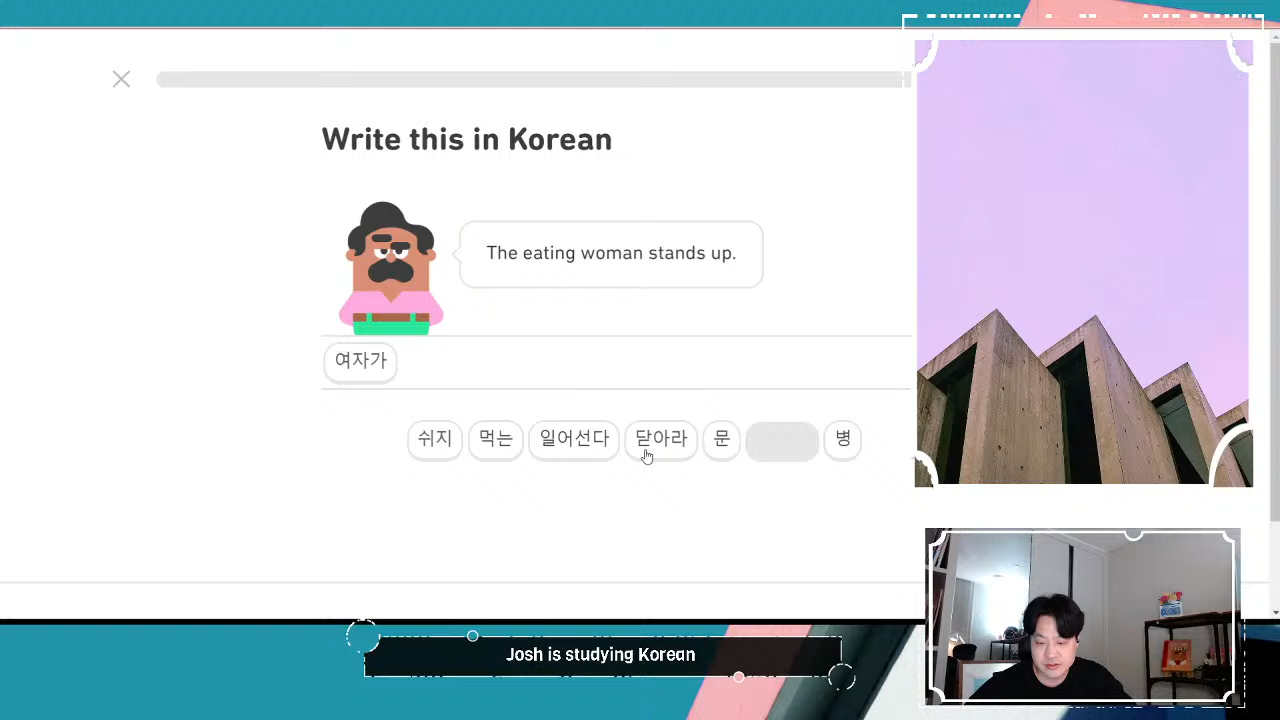 Write this in Korean
The eating woman stands up.
여자가
쉬지 먹는 일어선다 닫아라 문 병
Josh is studying Korean